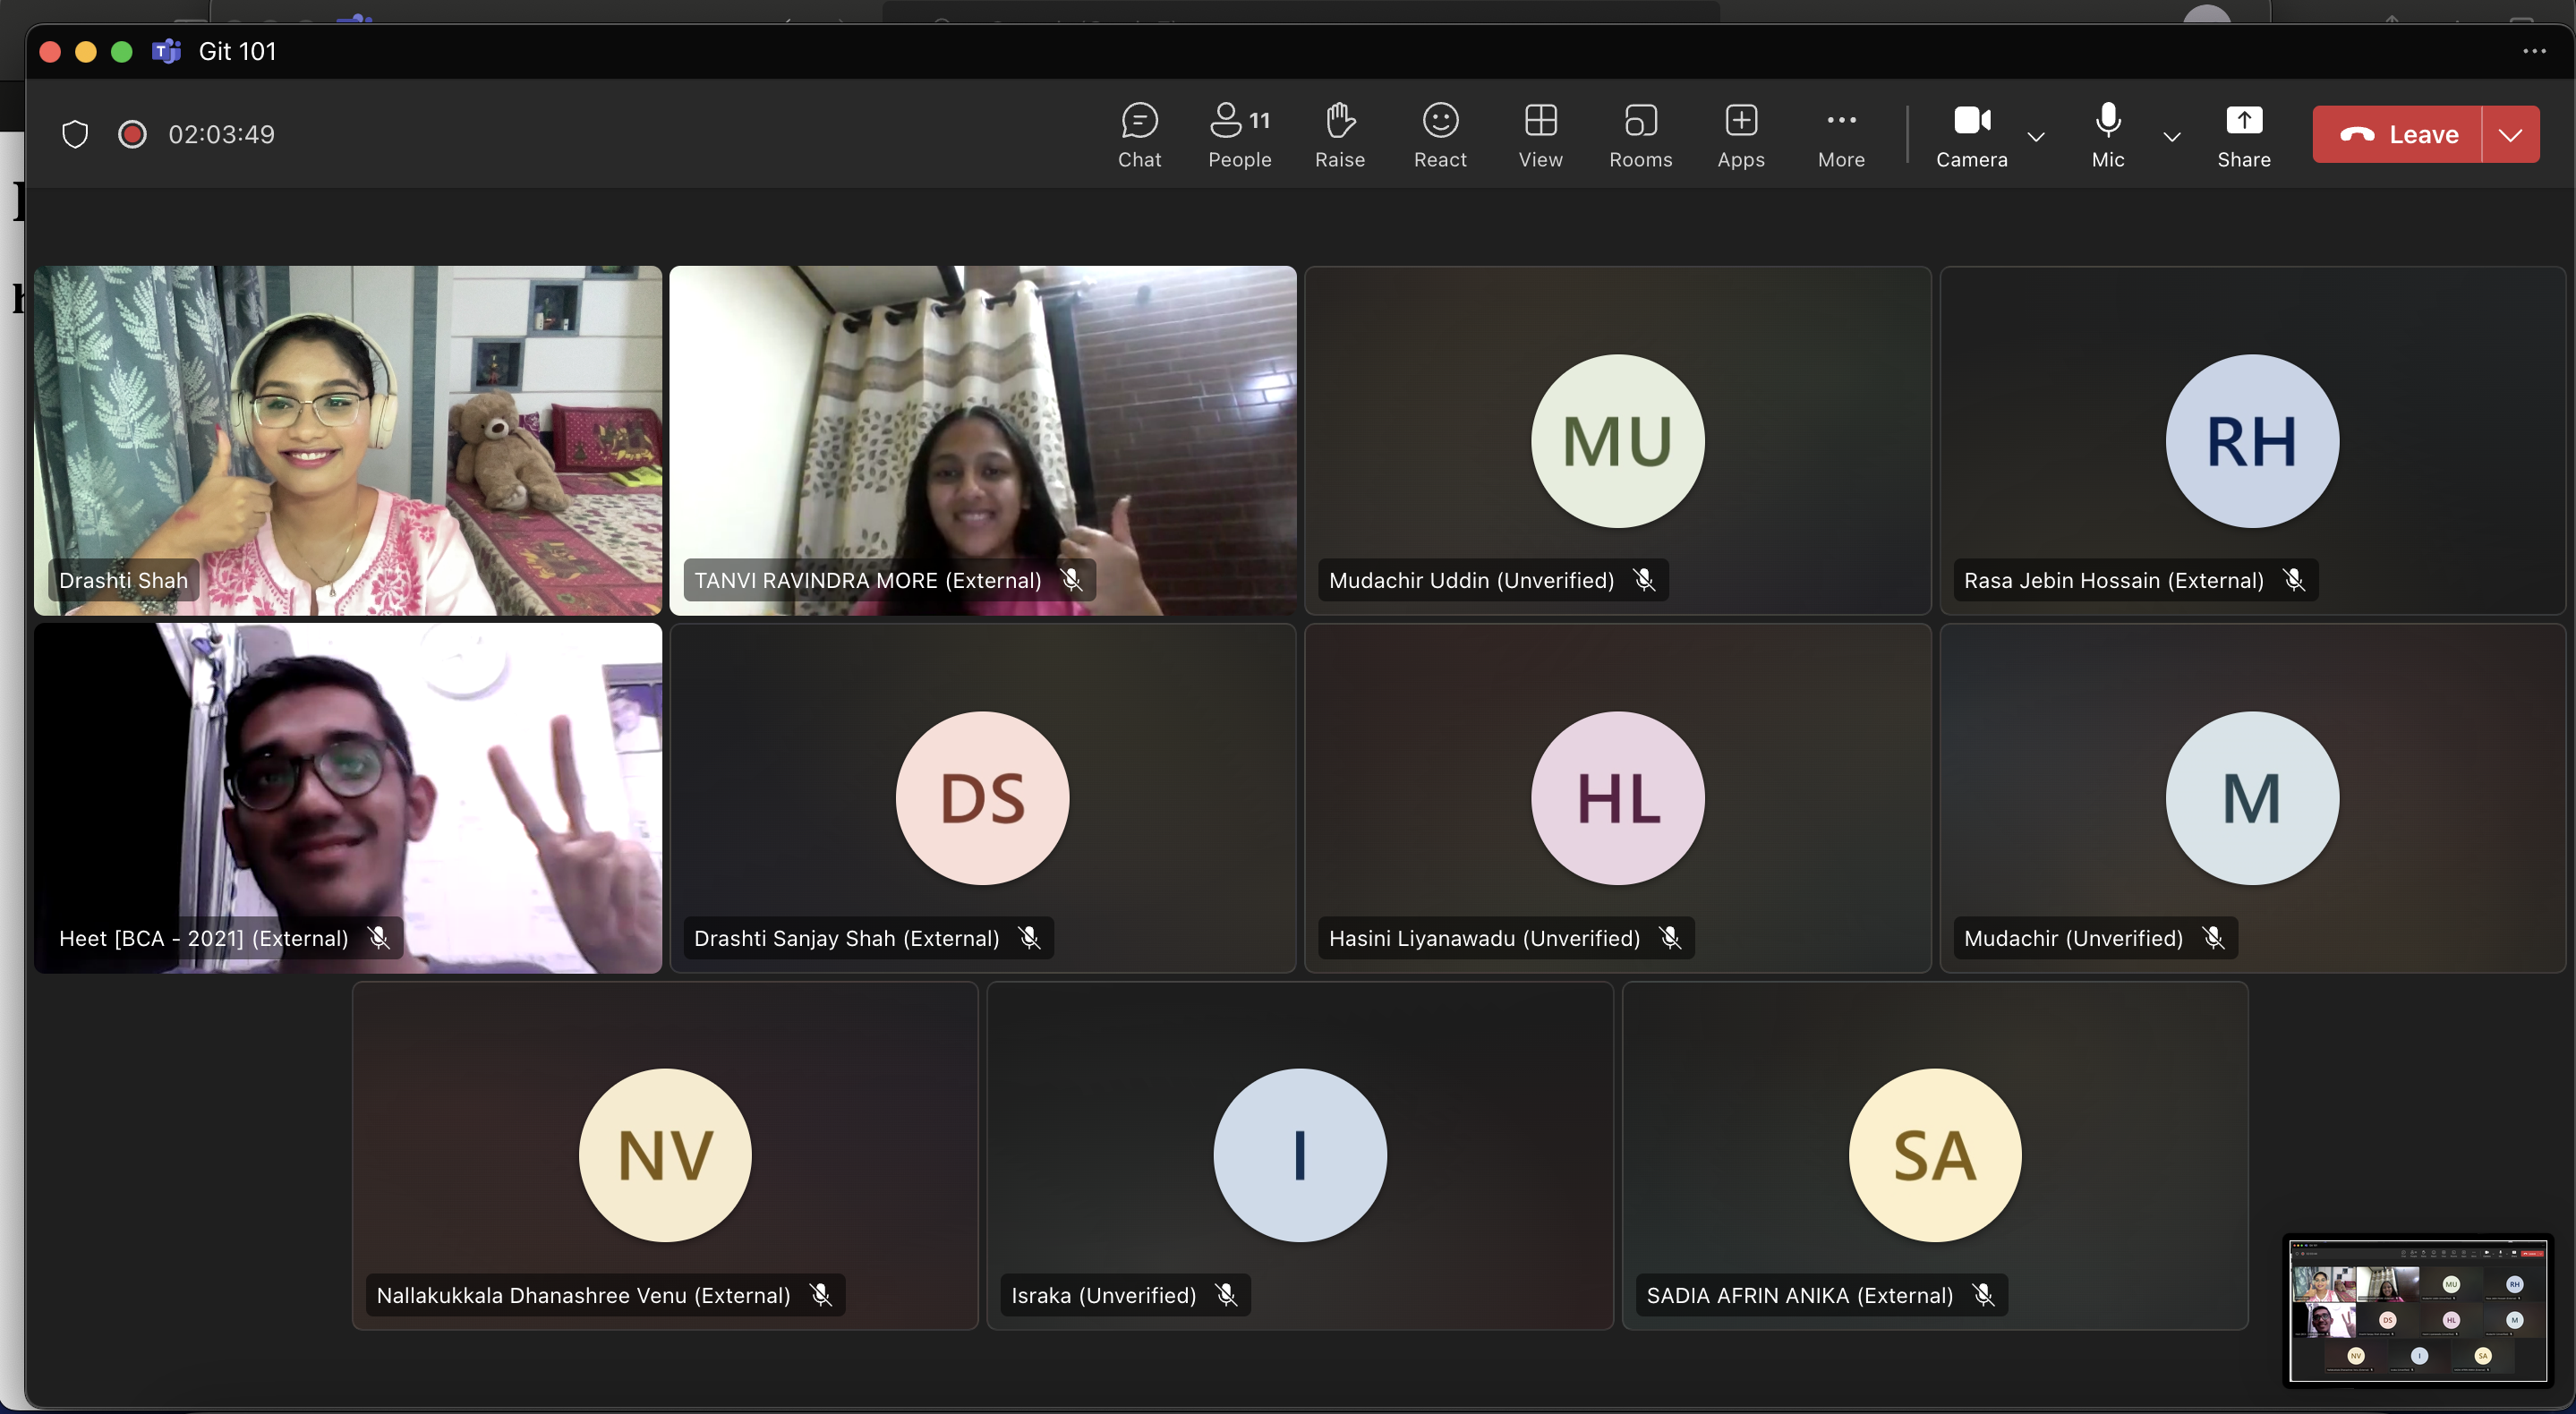 Git 101
02:03:49
11
Chat People Raise React View Rooms Apps More Camera Mic Share Leave
MU
RH
Drashti Shah
TANVI RAVINDRA MORE (External)
Mudachir Uddin (Unverified)
Rasa Jebin Hossain (External)
DS
HL
M
Heet [BCA - 2021] (External)
Drashti Sanjay Shah (External)
Hasini Liyanawadu (Unverified)
Mudachir (Unverified)
NV
I
SA
Nallakukkala Dhanashree Venu (External)
Israka (Unverified)
SADIA AFRIN ANIKA (External)